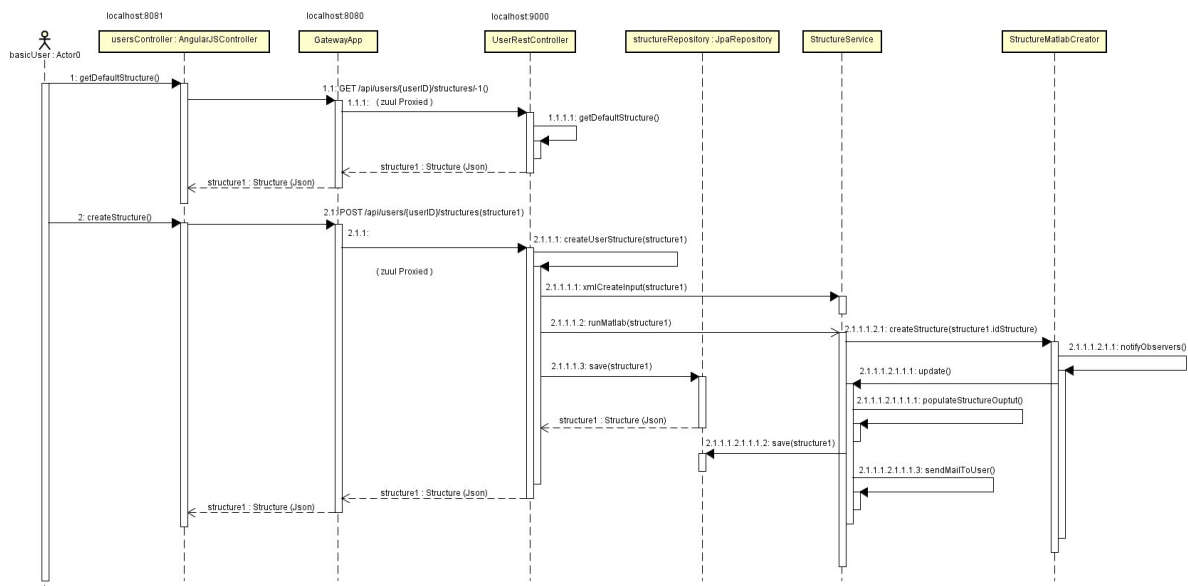 localhost:8081
localhost:8080
localhost:9000
basicUser : Actor0
usersController : AngularJSController
GatewayApp
UserRestController
structureRepository : JpaRepository
StructureService
StructureMatlabCreator
1: getDefaultStructure()
1.1: GET /api/users/{userID}/structures/-1()
1.1.1:
( zuul Proxied )
1.1.1.1: getDefaultStructure()
structure1 : Structure (Json)
structure1 : Structure (Json)
2: createStructure()
2.1: POST /api/users/{userID}/structures(structure1)
2.1.1:
( zuul Proxied )
2.1.1.1: createUserStructure(structure1)
2.1.1.1.1: xmlCreateInput(structure1)
2.1.1.1.2: runMatlab(structure1)
2.1.1.1.2.1: createStructure(structure1.idStructure)
2.1.1.1.2.1.1: notifyObservers()
2.1.1.1.3: save(structure1)
2.1.1.1.2.1.1.1: update()
2.1.1.1.2.1.1.1.1: populateStructureOuptut()
structure1 : Structure (Json)
2.1.1.1.2.1.1.1.2: save(structure1)
2.1.1.1.2.1.1.1.3: sendMailToUser()
structure1 : Structure (Json)
structure1 : Structure (Json)